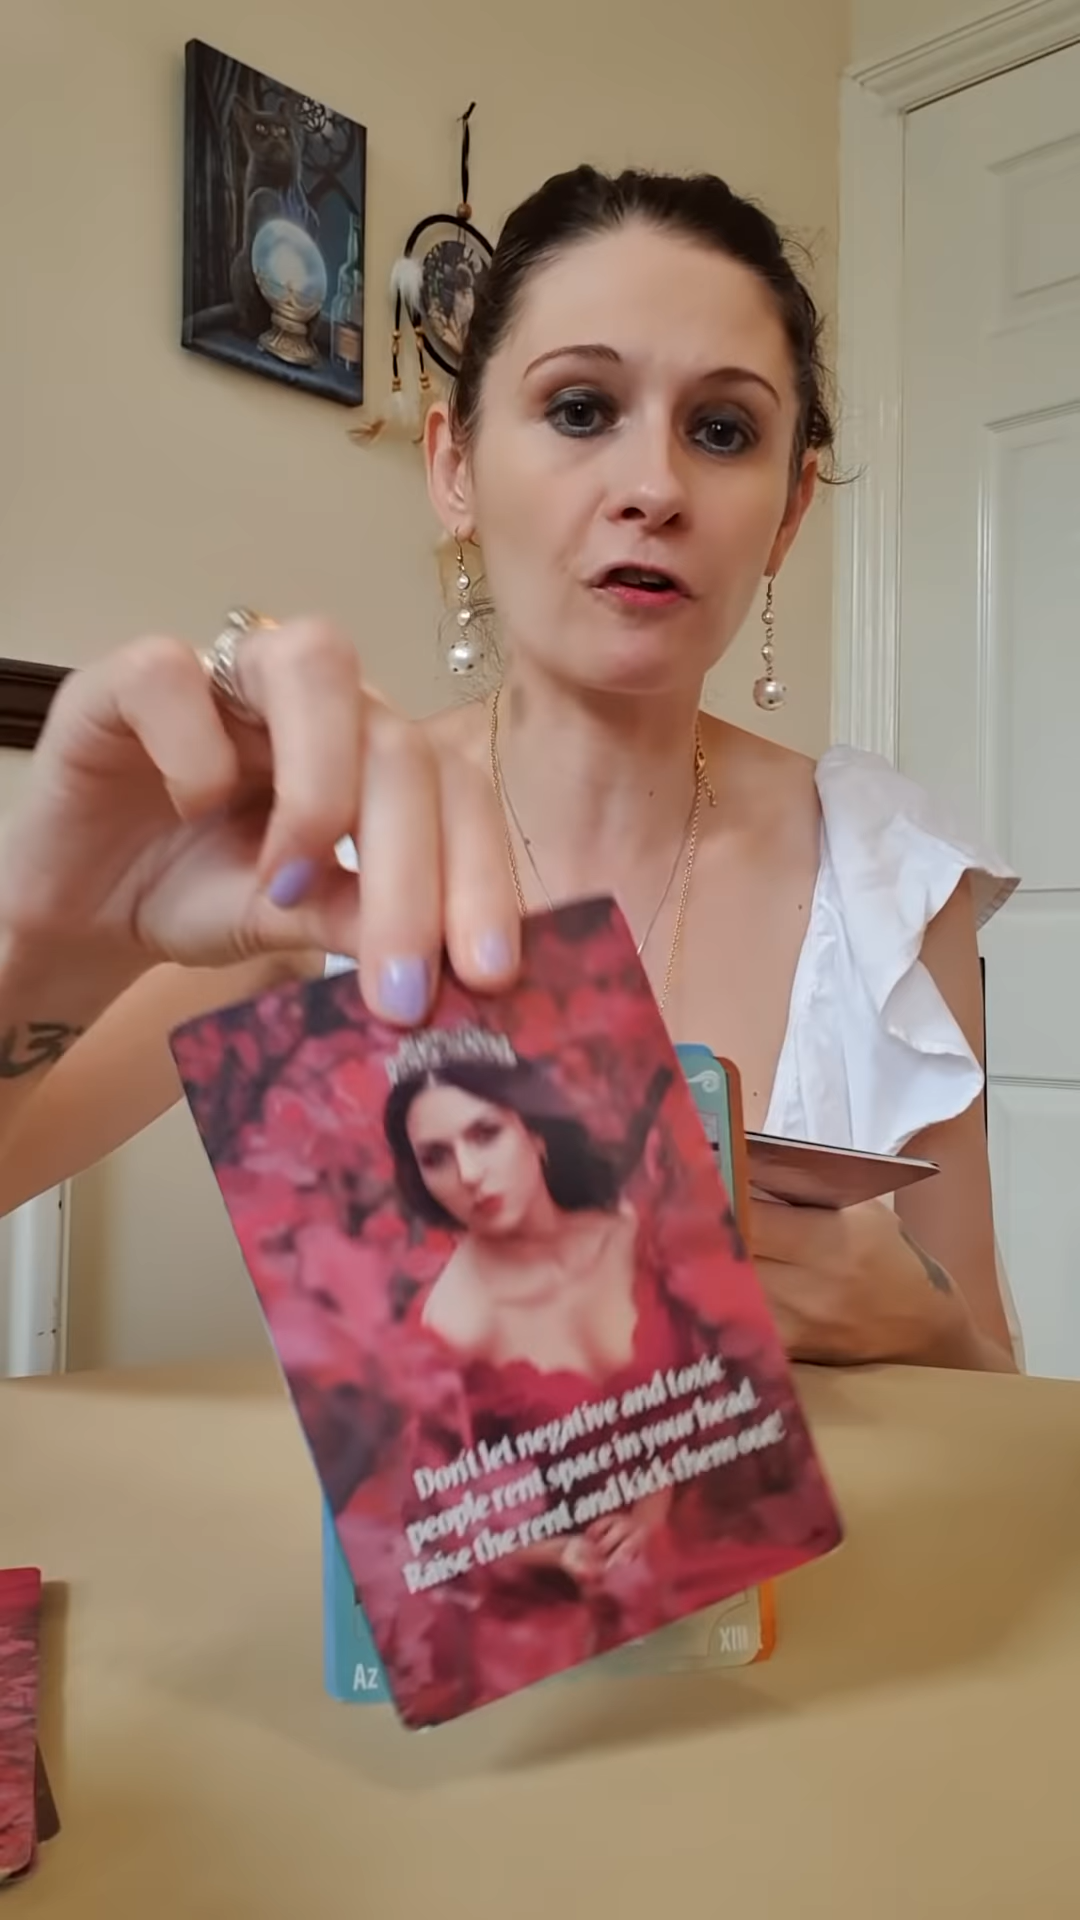 Don't let negative and toxic
people rent space in your head.
Raise the rent and kick them out!
Az
XIII